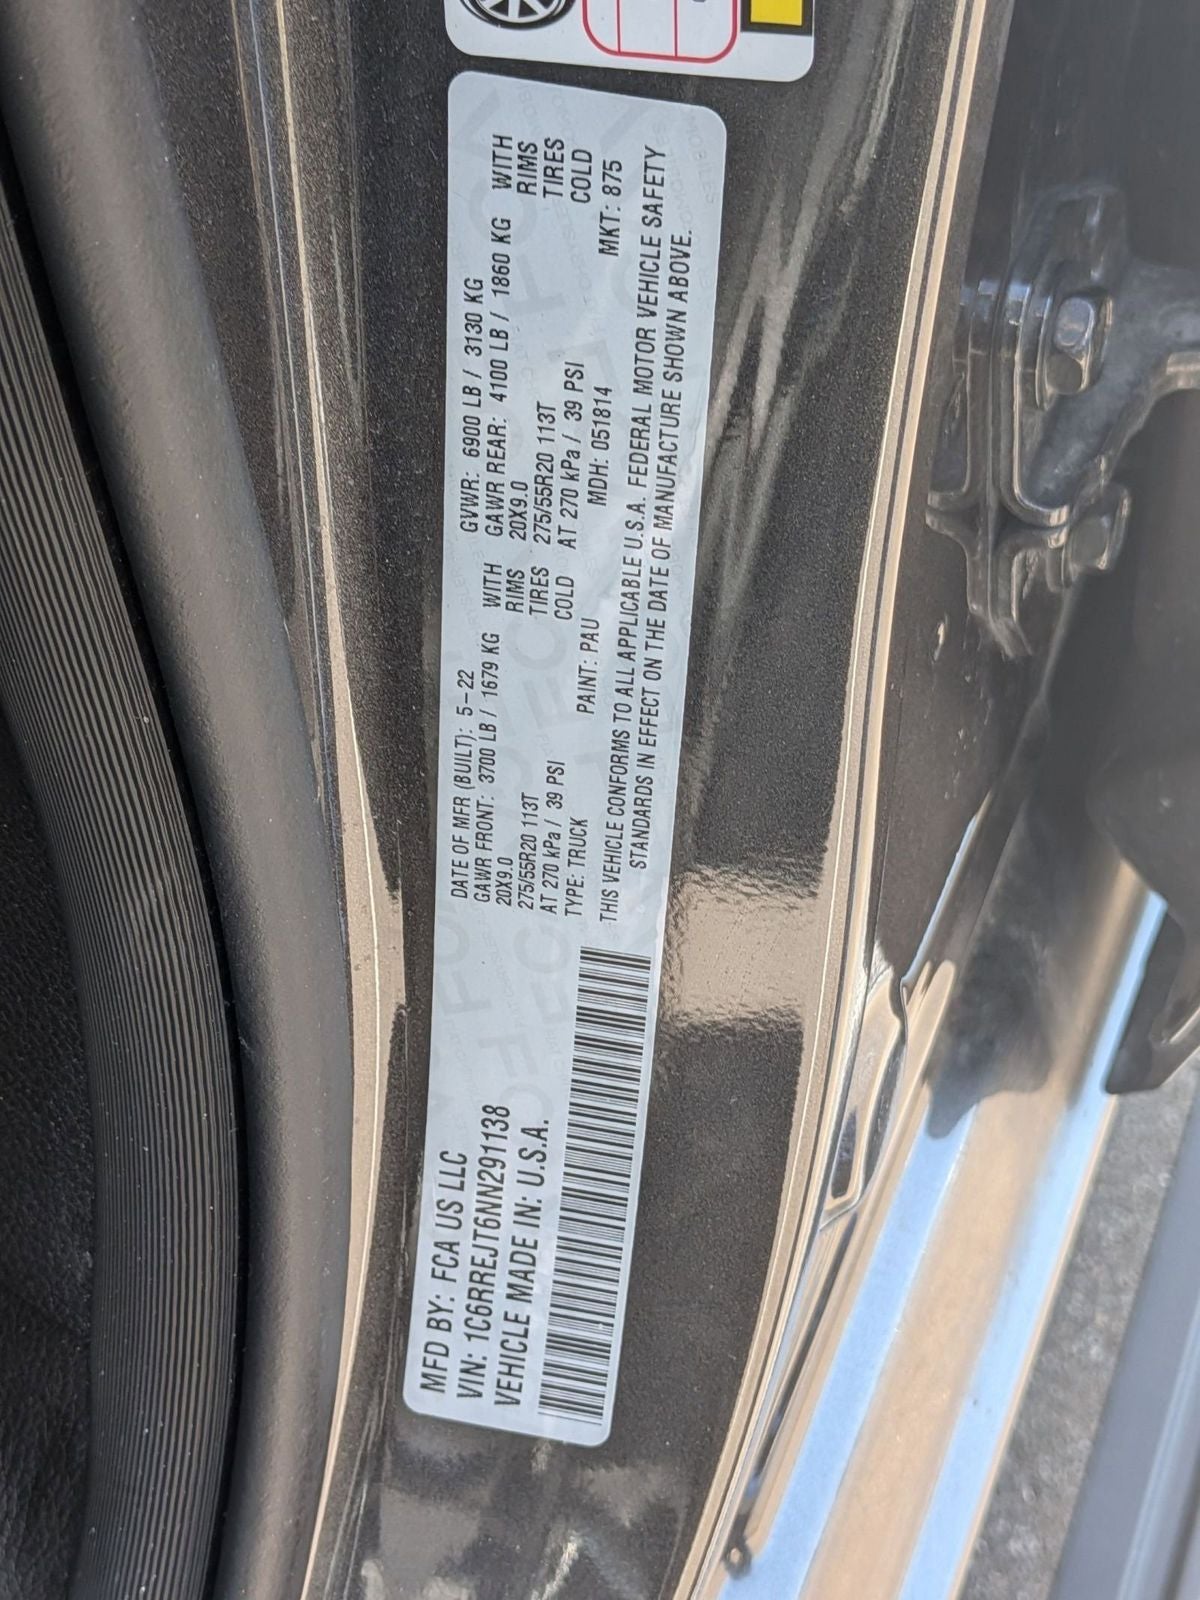 MFD BY: FCA US LLC
VIN: 1C6RREJT6NN291138
VEHICLE MADE IN: U.S.A.
DATE OF MFR (BUILT): 5-22 GVWR: 6900 LB / 3130 KG
GAWR FRONT: 3700 LB / 1679 KG WITH GAWR REAR: 4100 LB / 1860 KG WITH
20X9.0 RIMS 20X9.0 RIMS
275/55R20 113T TIRES 275/55R20 113T TIRES
AT 270 kPa / 39 PSI COLD AT 270 kPa / 39 PSI COLD
TYPE: TRUCK PAINT: PAU MDH: 051814 MKT: 875
THIS VEHICLE CONFORMS TO ALL APPLICABLE U.S.A. FEDERAL MOTOR VEHICLE SAFETY
STANDARDS IN EFFECT ON THE DATE OF MANUFACTURE SHOWN ABOVE.